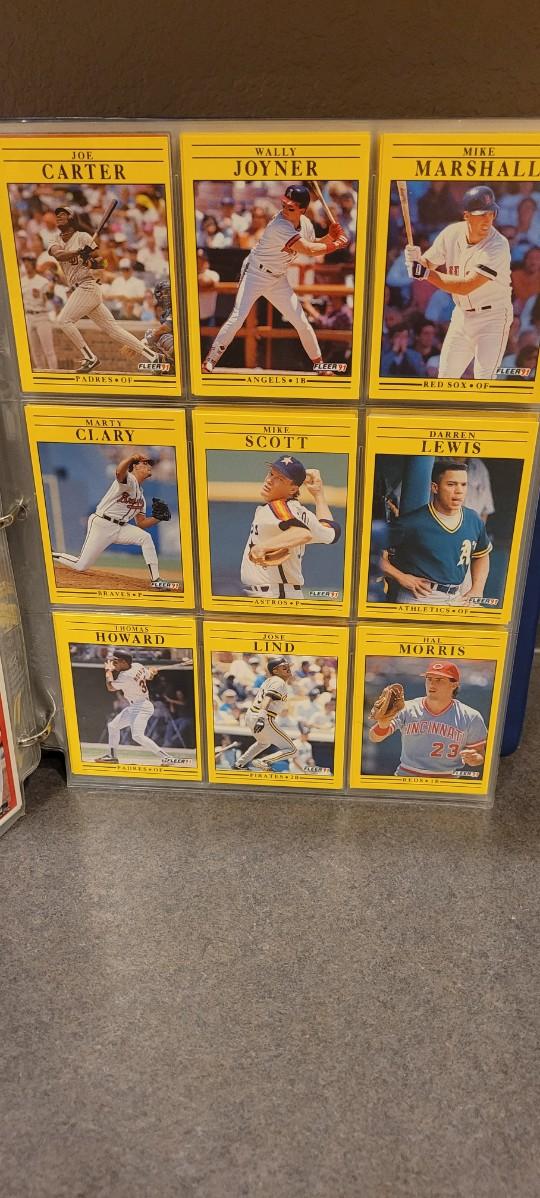 JOE
CARTER
PADRES • OF
FLEER '91
WALLY
JOYNER
ANGELS • 1B
FLEER '91
MIKE
MARSHALL
RED SOX • OF
FLEER '91
MARTY
CLARY
Braves
BRAVES • P
FLEER '91
MIKE
SCOTT
ASTROS • P
FLEER '91
DARREN
LEWIS
A
ATHLETICS • OF
FLEER '91
THOMAS
HOWARD
3
PADRES • OF
FLEER '91
JOSE
LIND
PIRATES • 2B
FLEER '91
HAL
MORRIS
C
CINCINNATI
23
REDS • 1B
FLEER '91